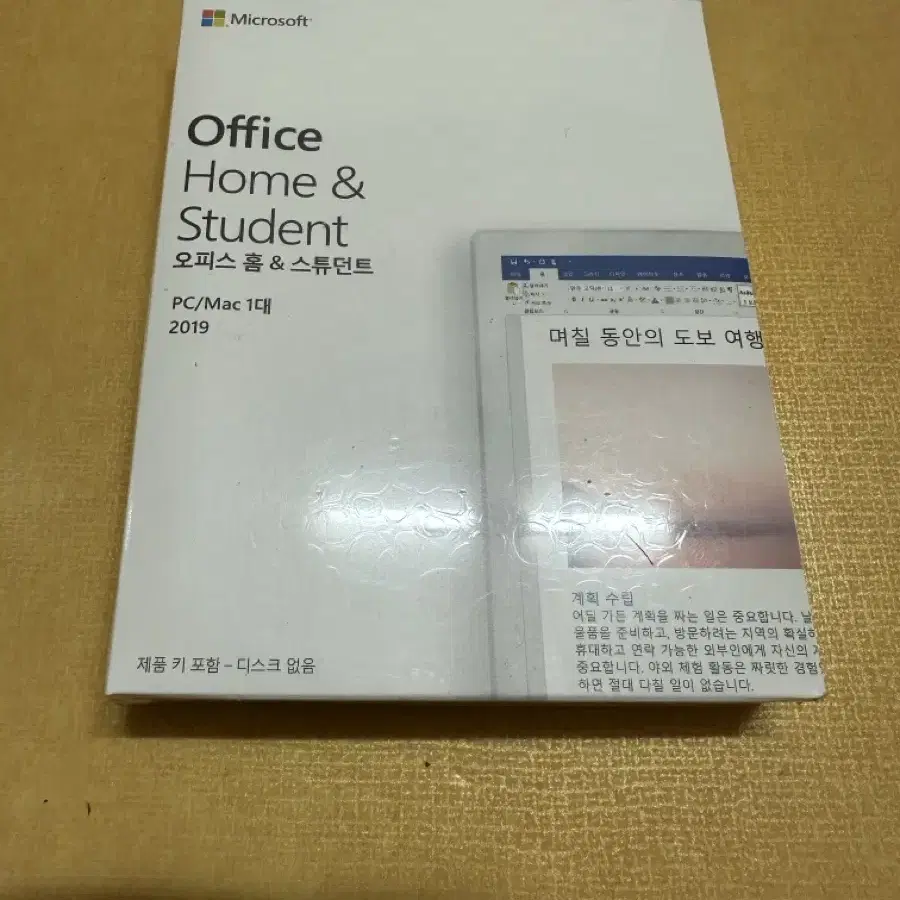 Microsoft
Office
Home &
Student
오피스 홈 & 스튜던트
PC/Mac 1대
2019
며칠 동안의 도보 여행
계획 수립
어딜 가든 계획을 짜는 일은 중요합니다. 날
물품을 준비하고, 방문하려는 지역의 확실히
휴대하고 연락 가능한 외부인에게 자신의
중요합니다. 야외 체험 활동은 짜릿한 경험
하면 절대 다칠 일이 없습니다.
제품 키 포함 – 디스크 없음